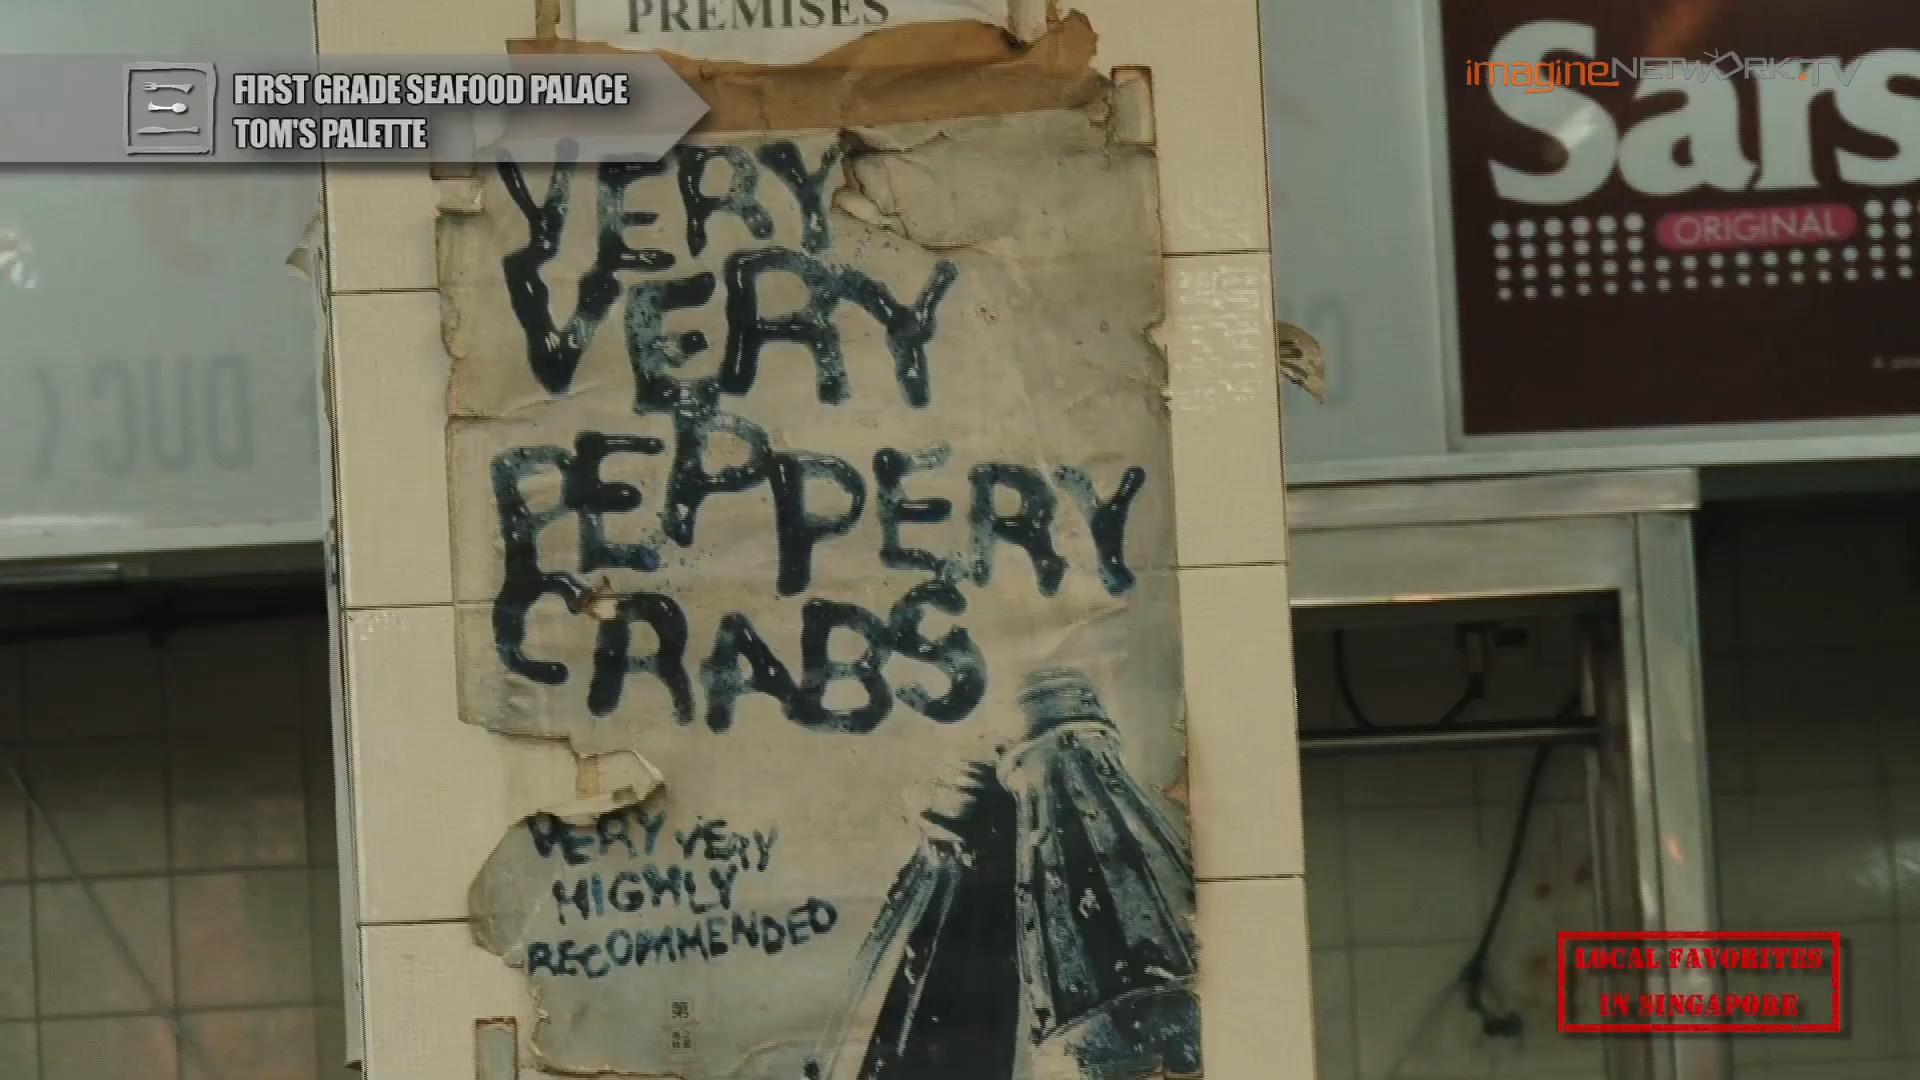 PREMISES
FIRST GRADE SEAFOOD PALACE
TOM'S PALETTE
imagineNETWORK.TV
Sars
ORIGINAL
VERY
VERY
PEPPERY
CRABS
VERY VERY
HIGHLY
RECOMMENDED
LOCAL FAVORITES
IN SINGAPORE